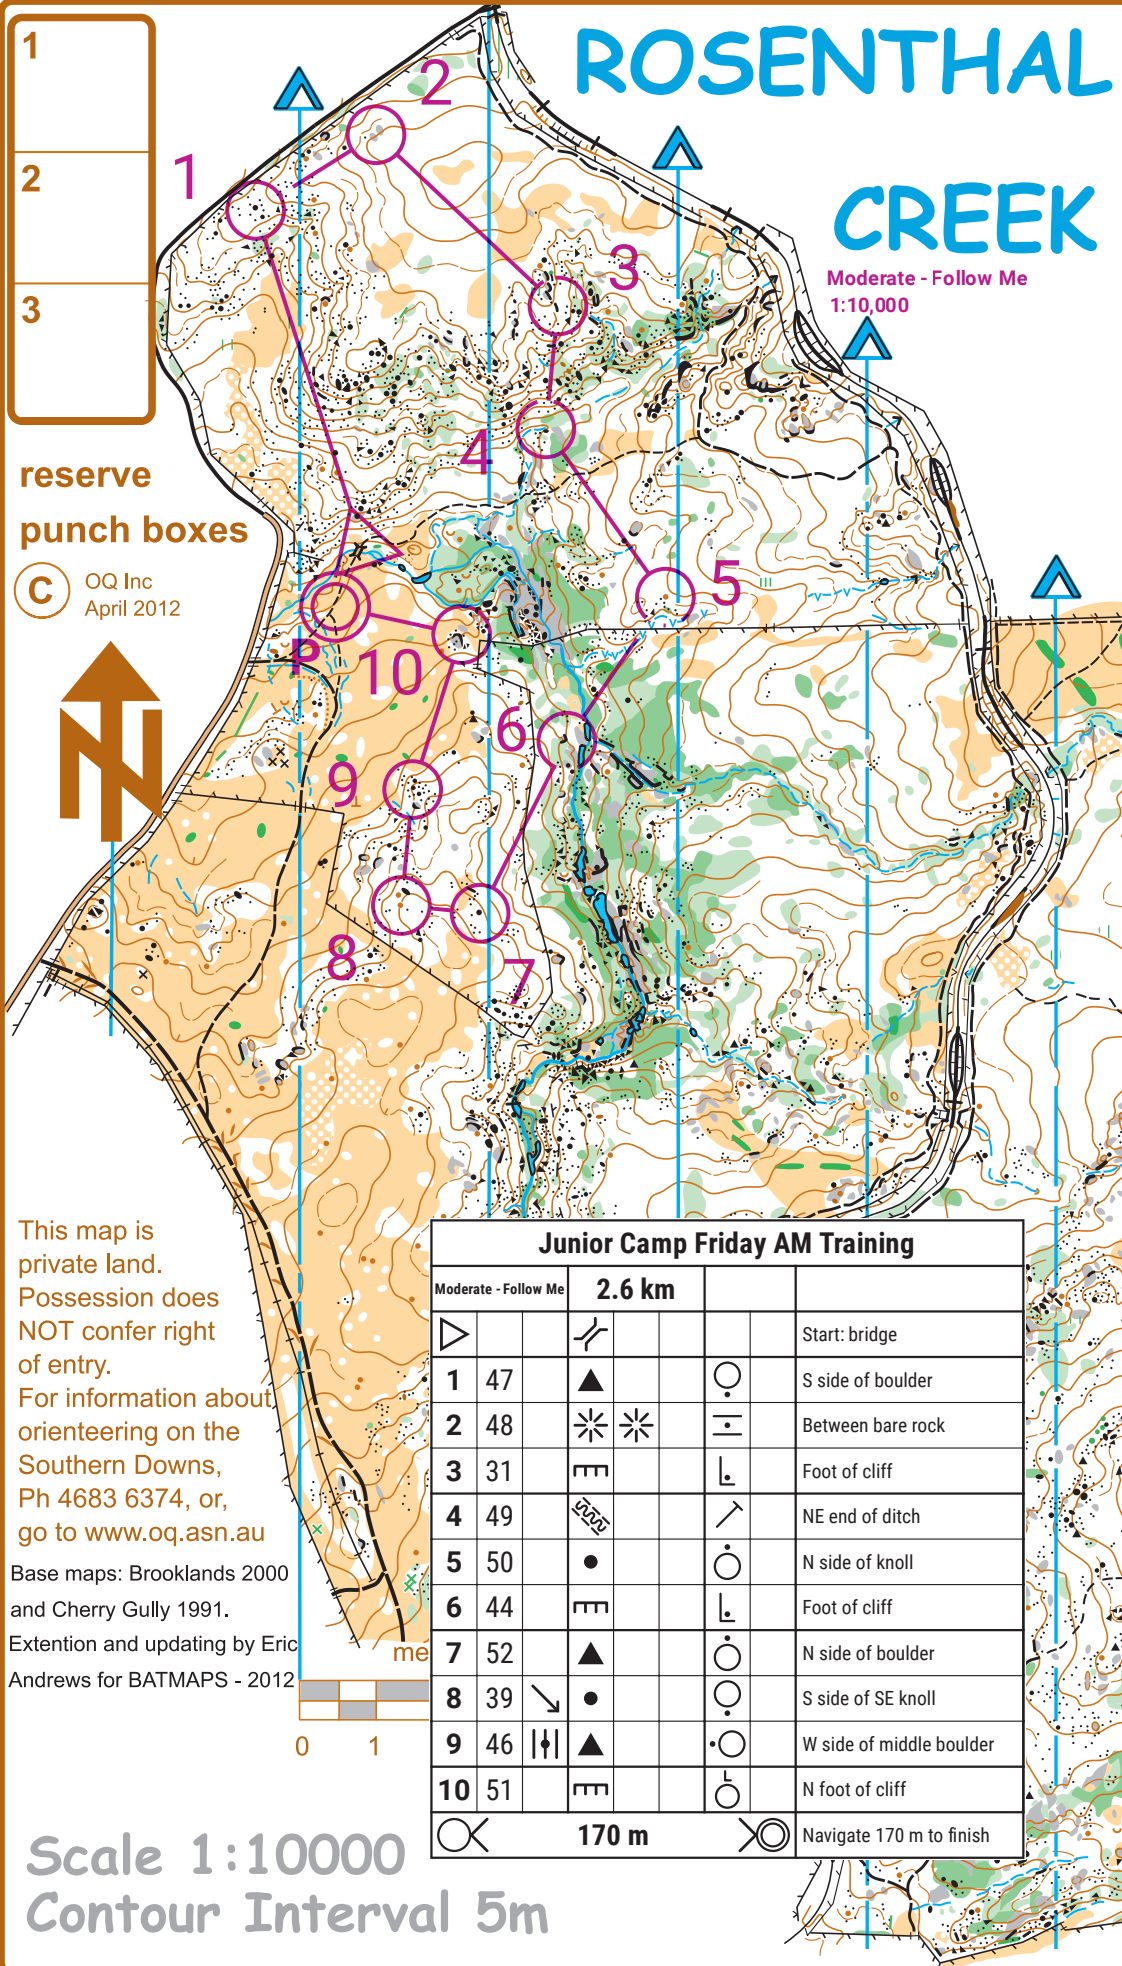 1
2
3
ROSENTHAL
CREEK
Moderate - Follow Me
1:10,000
reserve
punch boxes
C
OQ Inc
April 2012
N
1
2
3
4
5
6
7
8
9
10
P
This map is
private land.
Possession does
NOT confer right
of entry.
For information about
orienteering on the
Southern Downs,
Ph 4683 6374, or,
go to www.oq.asn.au
Base maps: Brooklands 2000
and Cherry Gully 1991.
Extention and updating by Eric
Andrews for BATMAPS - 2012
me
0 1
Scale 1:10000
Contour Interval 5m
Junior Camp Friday AM Training
Moderate - Follow Me 2.6 km
Start: bridge
1 47 S side of boulder
2 48 Between bare rock
3 31 Foot of cliff
4 49 NE end of ditch
5 50 N side of knoll
6 44 Foot of cliff
7 52 N side of boulder
8 39 S side of SE knoll
9 46 W side of middle boulder
10 51 N foot of cliff
170 m Navigate 170 m to finish